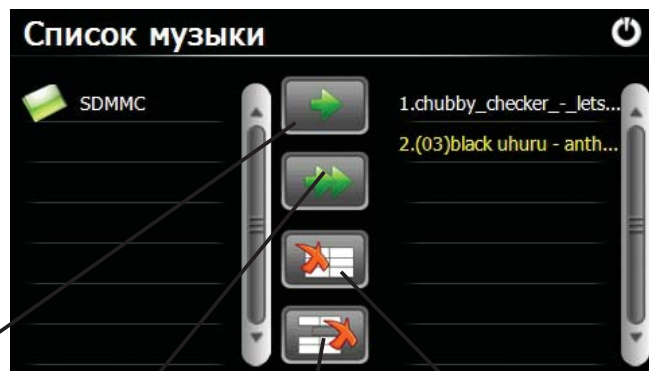 Список музыки
SDMMC
1.chubby_checker_-_lets...
2.(03)black uhuru - anth...